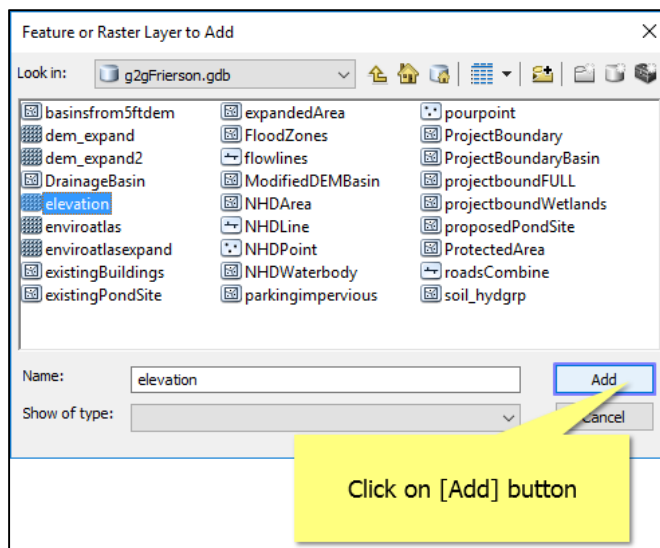 Feature or Raster Layer to Add
Look in: g2gFrierson.gdb
basinsfrom5ftdem expandedArea pourpoint
dem_expand FloodZones ProjectBoundary
dem_expand2 flowlines ProjectBoundaryBasin
DrainageBasin ModifiedDEMBasin projectboundFULL
elevation NHDArea projectboundWetlands
enviroatlas NHDLine proposedPondSite
enviroatlasexpand NHDPoint ProtectedArea
existingBuildings NHDWaterbody roadsCombine
existingPondSite parkingimpervious soil_hydgrp
Name: elevation Add
Show of type: Cancel
Click on [Add] button